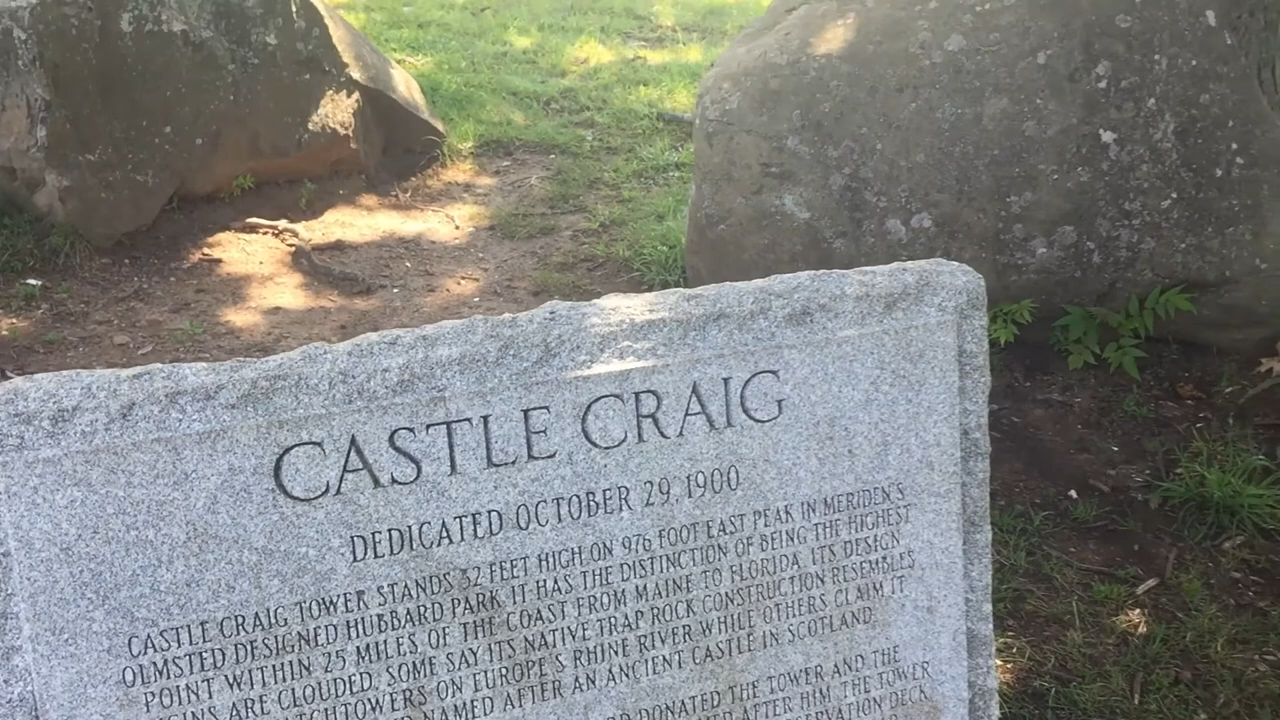 CASTLE CRAIG
DEDICATED OCTOBER 29, 1900
CASTLE CRAIG TOWER STANDS 32 FEET HIGH ON 976 FOOT EAST PEAK IN MERIDEN'S
OLMSTED DESIGNED HUBBARD PARK IT HAS THE DISTINCTION OF BEING THE HIGHEST
POINT WITHIN 25 MILES OF THE COAST FROM MAINE TO FLORIDA. ITS DESIGN
ARE CLOUDED. SOME SAY ITS NATIVE TRAP ROCK CONSTRUCTION RESEMBLES
ON EUROPE'S RHINE RIVER WHILE OTHERS CLAIM IT
NAMED AFTER AN ANCIENT CASTLE IN SCOTLAND.
DONATED THE TOWER AND THE
AFTER HIM. THE TOWER
DECK